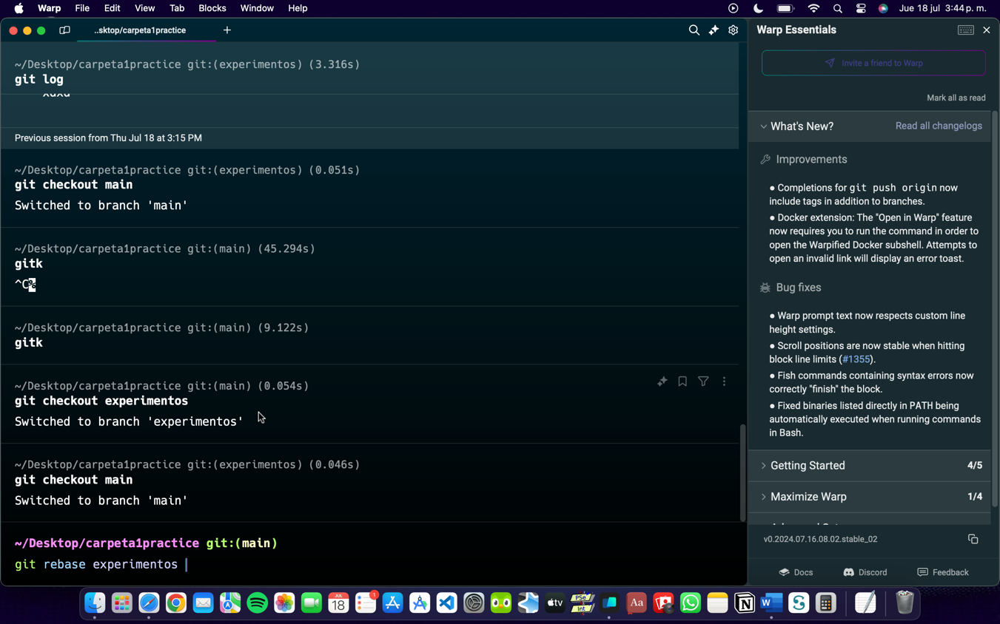 Warp File Edit View Tab Blocks Window Help
Jue 18 jul 3:44 p. m.
..sktop/carpeta1practice
~/Desktop/carpeta1practice git:(experimentos) (3.316s)
git log
xdxd
Previous session from Thu Jul 18 at 3:15 PM
~/Desktop/carpeta1practice git:(experimentos) (0.051s)
git checkout main
Switched to branch 'main'
~/Desktop/carpeta1practice git:(main) (45.294s)
gitk
^C%
~/Desktop/carpeta1practice git:(main) (9.122s)
gitk
~/Desktop/carpeta1practice git:(main) (0.054s)
git checkout experimentos
Switched to branch 'experimentos'
~/Desktop/carpeta1practice git:(experimentos) (0.046s)
git checkout main
Switched to branch 'main'
~/Desktop/carpeta1practice git:(main)
git rebase experimentos
Warp Essentials
Invite a friend to Warp
Mark all as read
What's New? Read all changelogs
Improvements
• Completions for git push origin now
include tags in addition to branches.
• Docker extension: The "Open in Warp" feature
now requires you to run the command in order to
open the Warpified Docker subshell. Attempts to
open an invalid link will display an error toast.
Bug fixes
• Warp prompt text now respects custom line
height settings.
• Scroll positions are now stable when hitting
block line limits (#1355).
• Fish commands containing syntax errors now
correctly "finish" the block.
• Fixed binaries listed directly in PATH being
automatically executed when running commands
in Bash.
Getting Started 4/5
Maximize Warp 1/4
v0.2024.07.16.08.02.stable_02
Docs Discord Feedback
JUL
18
1
tv
PSe
Int
Aa
N
W
S